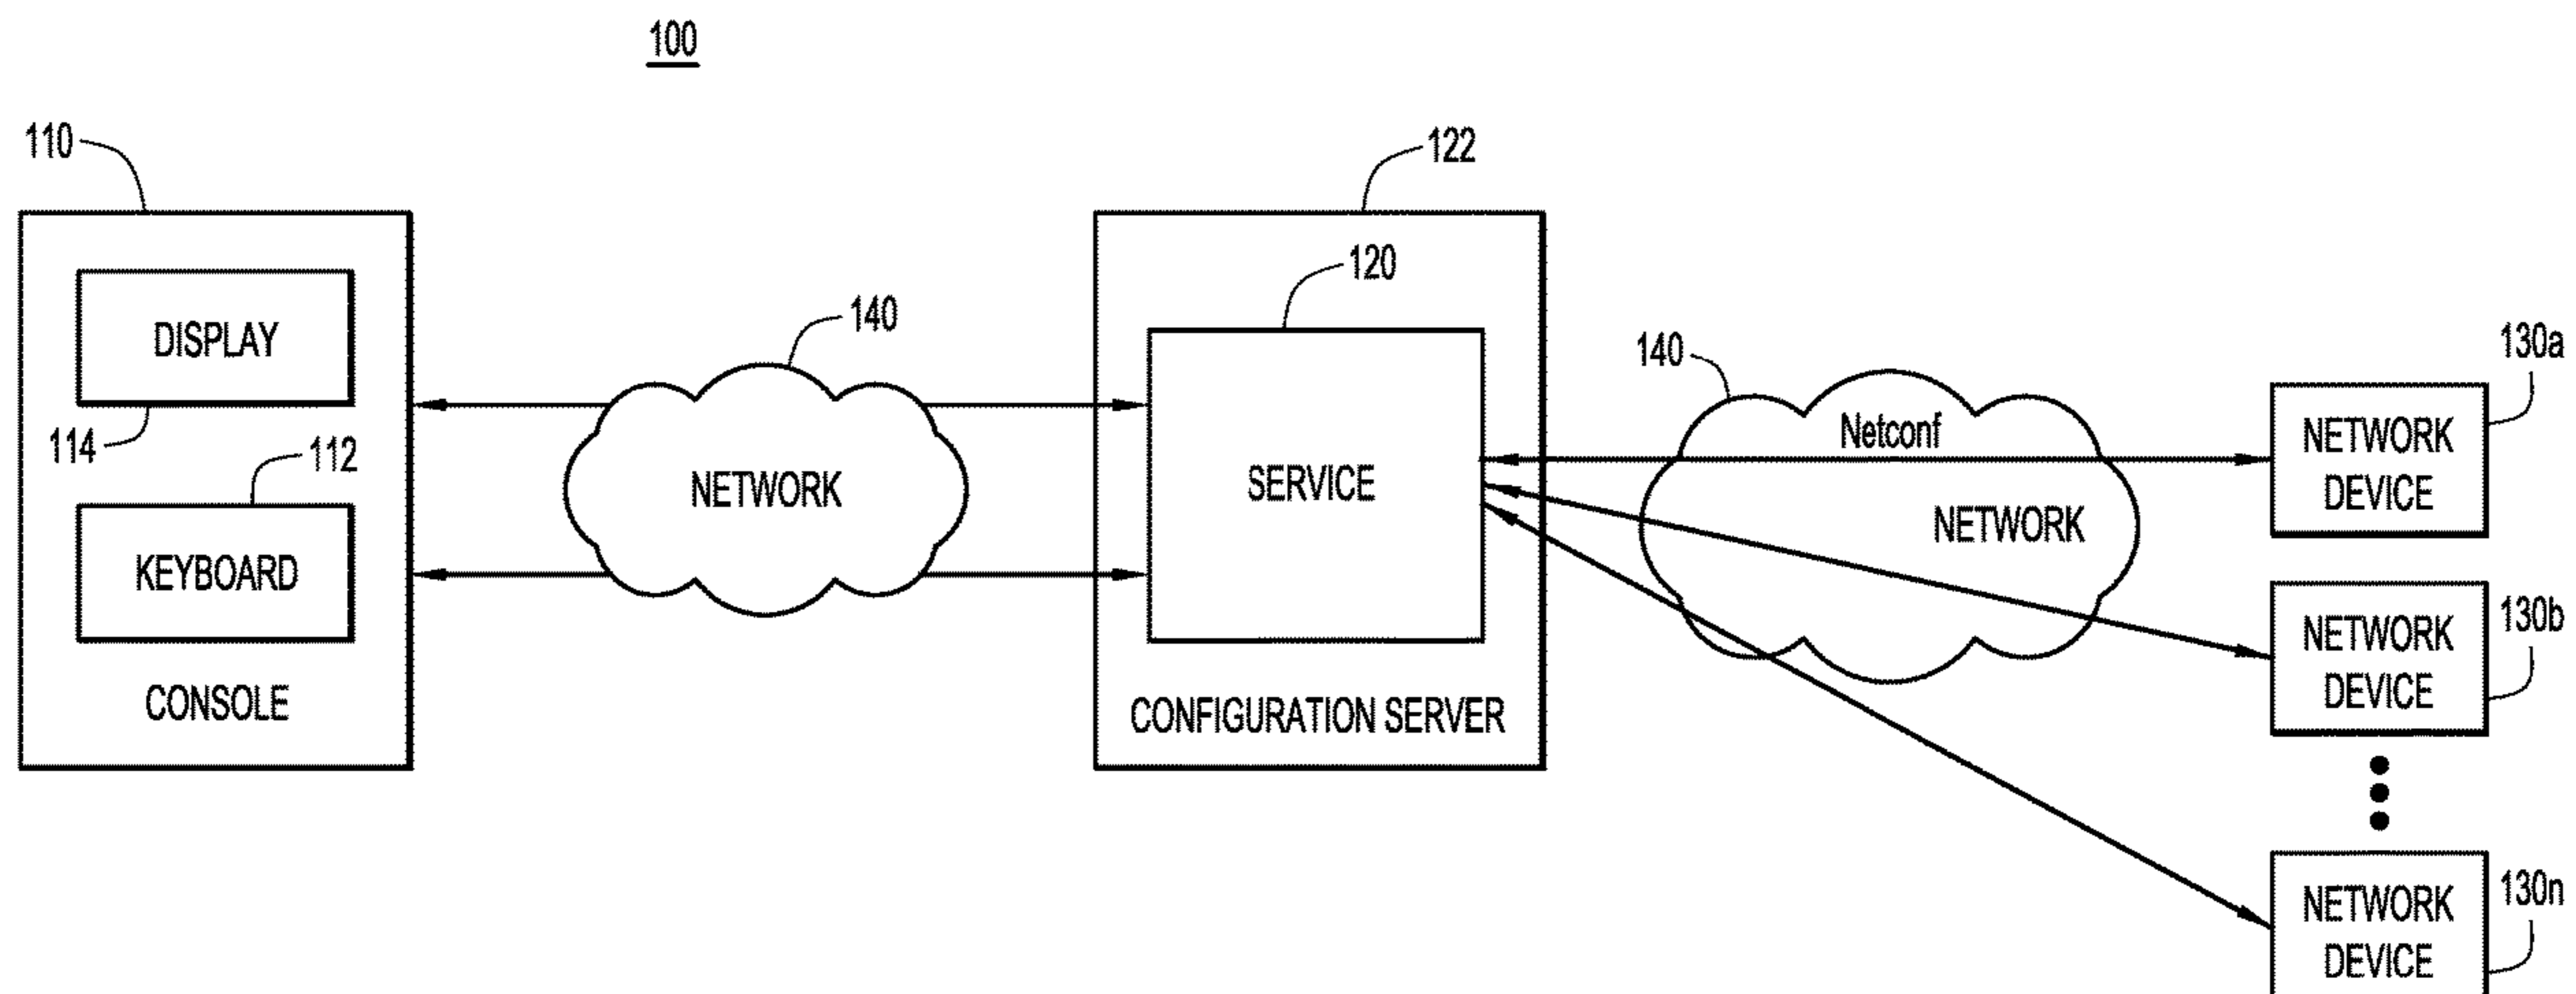 100
110
122
120
140
140
130a
DISPLAY
NETWORK
DEVICE
Netconf
114
112
NETWORK
SERVICE
NETWORK
KEYBOARD
130b
NETWORK
DEVICE
CONSOLE
CONFIGURATION SERVER
130n
NETWORK
DEVICE